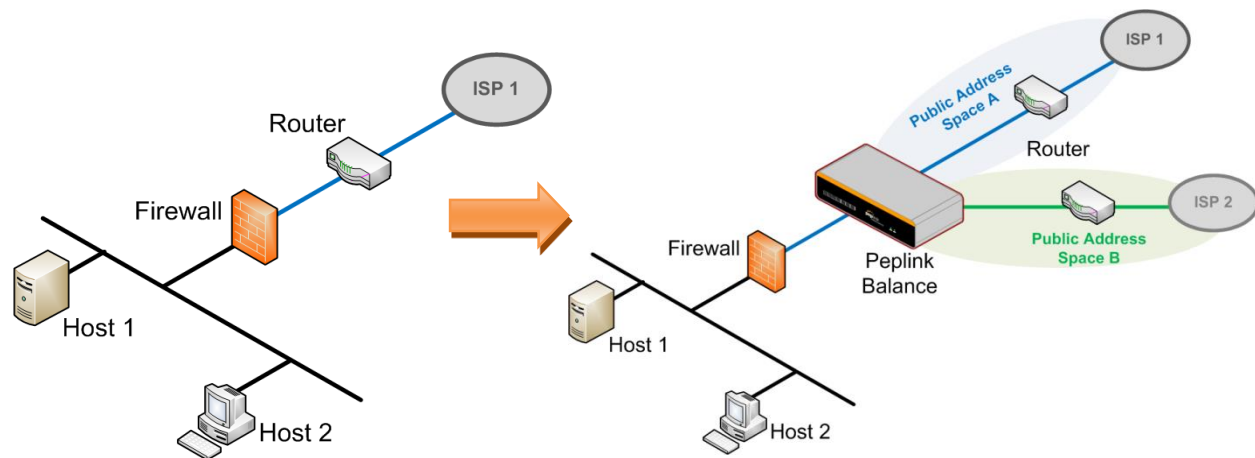 ISP 1
Router
Firewall
Host 1
Host 2
ISP 1
Public Address
Space A
Router
ISP 2
Public Address
Space B
Firewall
Peplink
Balance
Host 1
Host 2